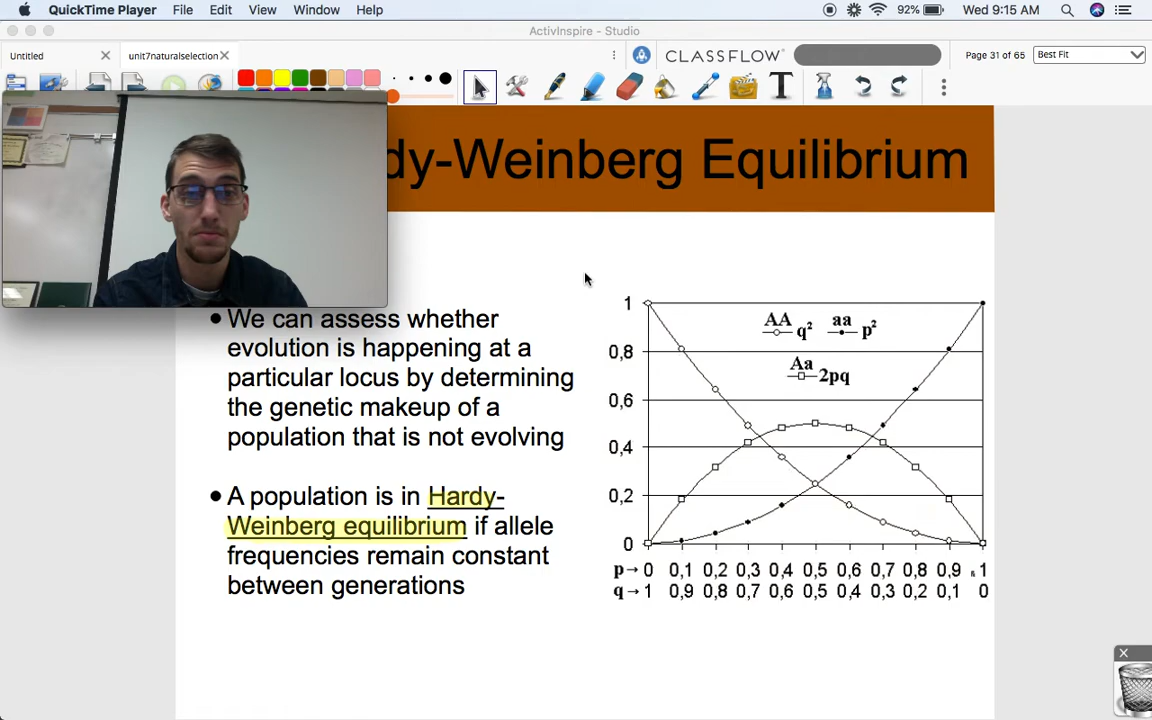 QuickTime Player File Edit View Window Help 92% Wed 9:15 AM
ActivInspire - Studio
Untitled unit7naturalselection CLASSFLOW Page 31 of 65 Best Fit
T
dy-Weinberg Equilibrium
• We can assess whether
evolution is happening at a
particular locus by determining
the genetic makeup of a
population that is not evolving
• A population is in Hardy-
Weinberg equilibrium if allele
frequencies remain constant
between generations
AA q² aa p²
Aa 2pq
1
0,8
0,6
0,4
0,2
0
p→0 0,1 0,2 0,3 0,4 0,5 0,6 0,7 0,8 0,9 1
q→1 0,9 0,8 0,7 0,6 0,5 0,4 0,3 0,2 0,1 0